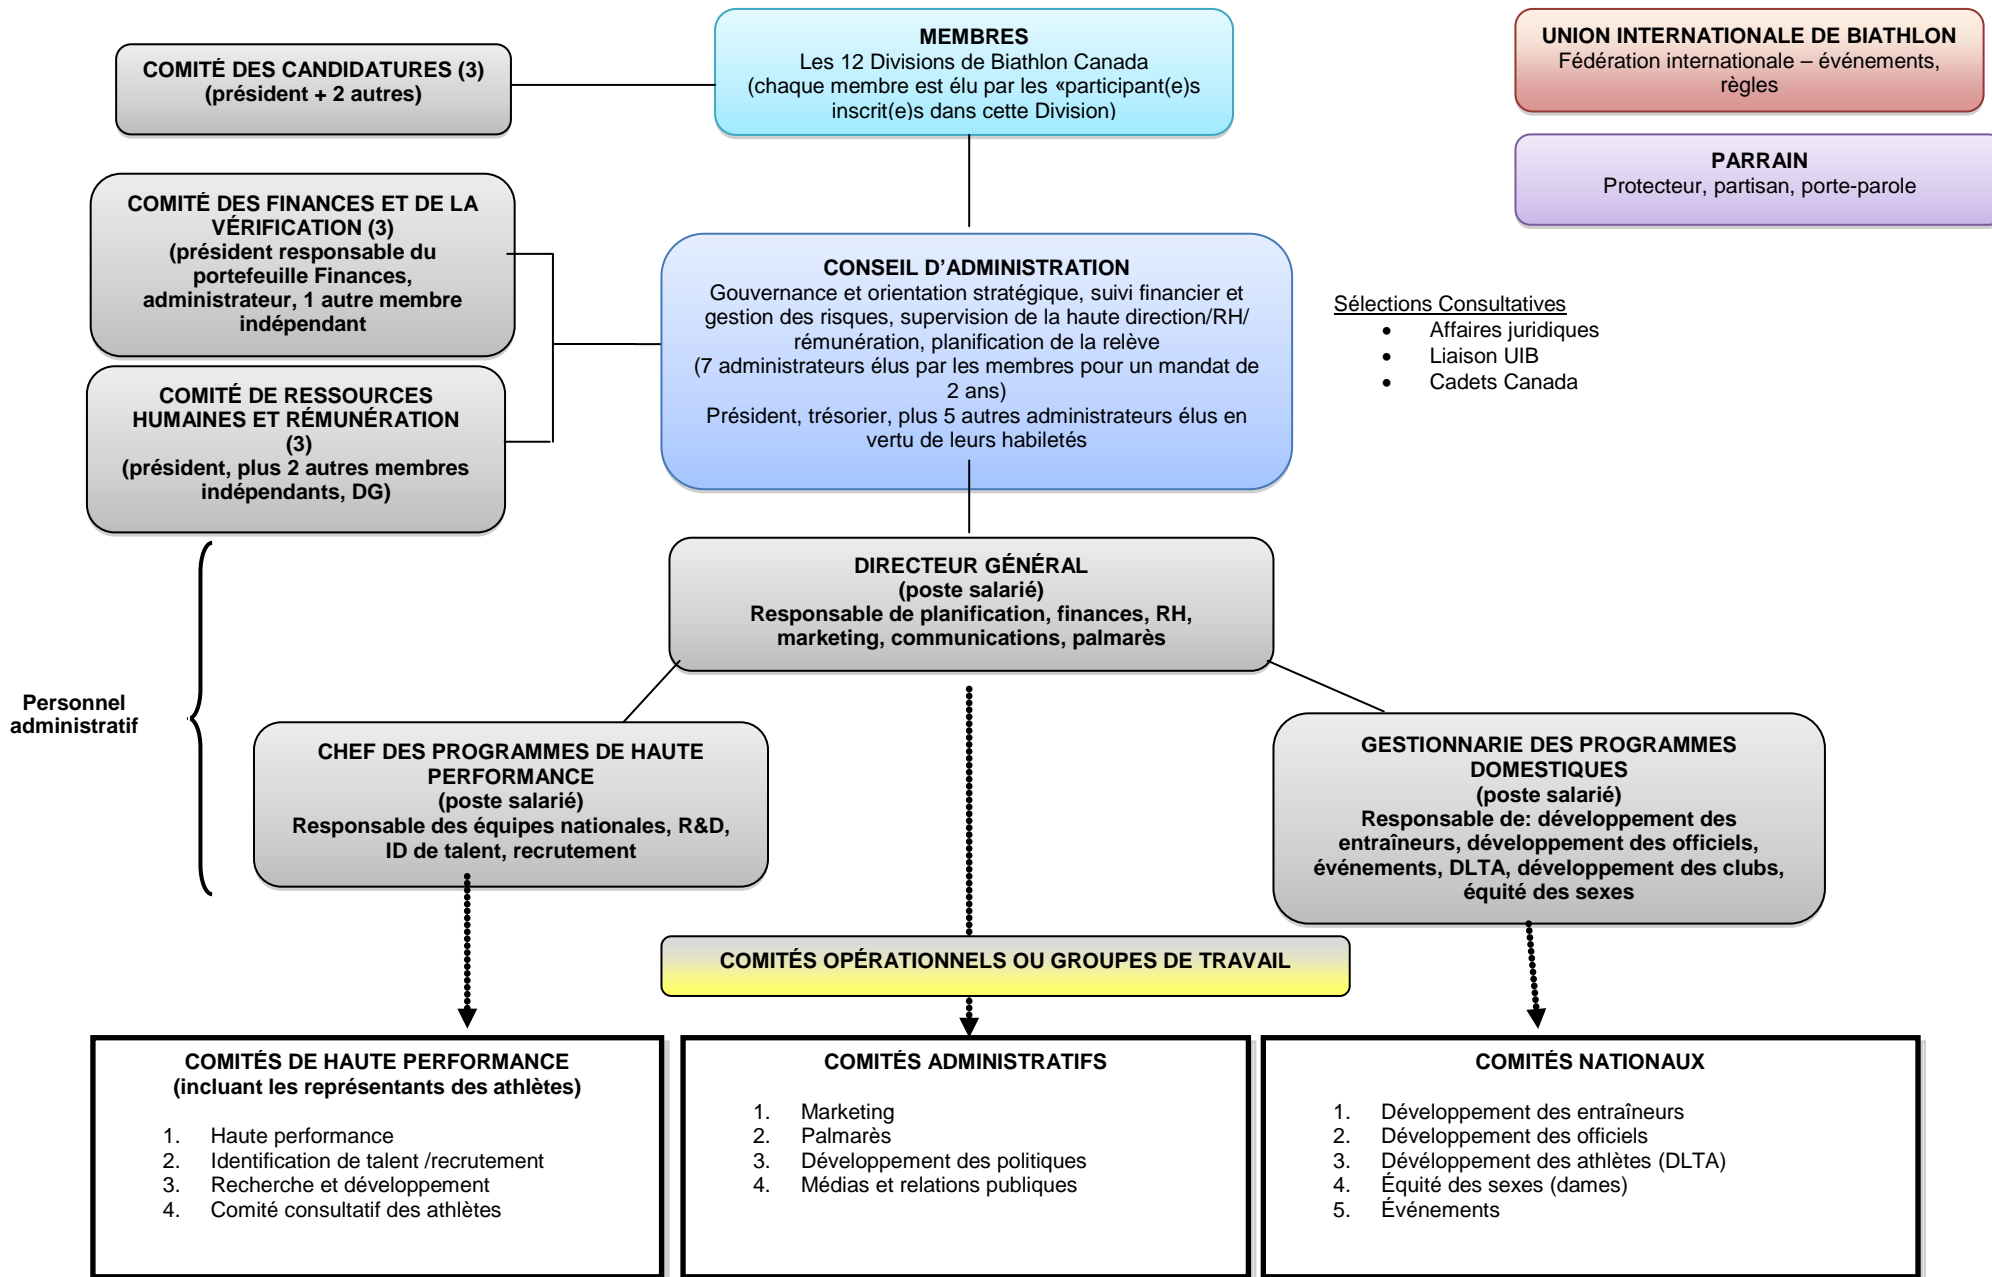 COMITÉ DES CANDIDATURES (3)
(président + 2 autres)
MEMBRES
Les 12 Divisions de Biathlon Canada
(chaque membre est élu par les «participant(e)s
inscrit(e)s dans cette Division)
UNION INTERNATIONALE DE BIATHLON
Fédération internationale – événements,
règles
PARRAIN
Protecteur, partisan, porte-parole
COMITÉ DES FINANCES ET DE LA
VÉRIFICATION (3)
(président responsable du
portefeuille Finances,
administrateur, 1 autre membre
indépendant
COMITÉ DE RESSOURCES
HUMAINES ET RÉMUNÉRATION
(3)
(président, plus 2 autres membres
indépendants, DG)
CONSEIL D’ADMINISTRATION
Gouvernance et orientation stratégique, suivi financier et
gestion des risques, supervision de la haute direction/RH/
rémunération, planification de la relève
(7 administrateurs élus par les membres pour un mandat de
2 ans)
Président, trésorier, plus 5 autres administrateurs élus en
vertu de leurs habiletés
Sélections Consultatives
• Affaires juridiques
• Liaison UIB
• Cadets Canada
DIRECTEUR GÉNÉRAL
(poste salarié)
Responsable de planification, finances, RH,
marketing, communications, palmarès
Personnel
administratif
CHEF DES PROGRAMMES DE HAUTE
PERFORMANCE
(poste salarié)
Responsable des équipes nationales, R&D,
ID de talent, recrutement
GESTIONNARIE DES PROGRAMMES
DOMESTIQUES
(poste salarié)
Responsable de: développement des
entraîneurs, développement des officiels,
événements, DLTA, développement des clubs,
équité des sexes
COMITÉS OPÉRATIONNELS OU GROUPES DE TRAVAIL
COMITÉS DE HAUTE PERFORMANCE
(incluant les représentants des athlètes)
1. Haute performance
2. Identification de talent /recrutement
3. Recherche et développement
4. Comité consultatif des athlètes
COMITÉS ADMINISTRATIFS
1. Marketing
2. Palmarès
3. Développement des politiques
4. Médias et relations publiques
COMITÉS NATIONAUX
1. Développement des entraîneurs
2. Développement des officiels
3. Dévéloppement des athlètes (DLTA)
4. Équité des sexes (dames)
5. Événements